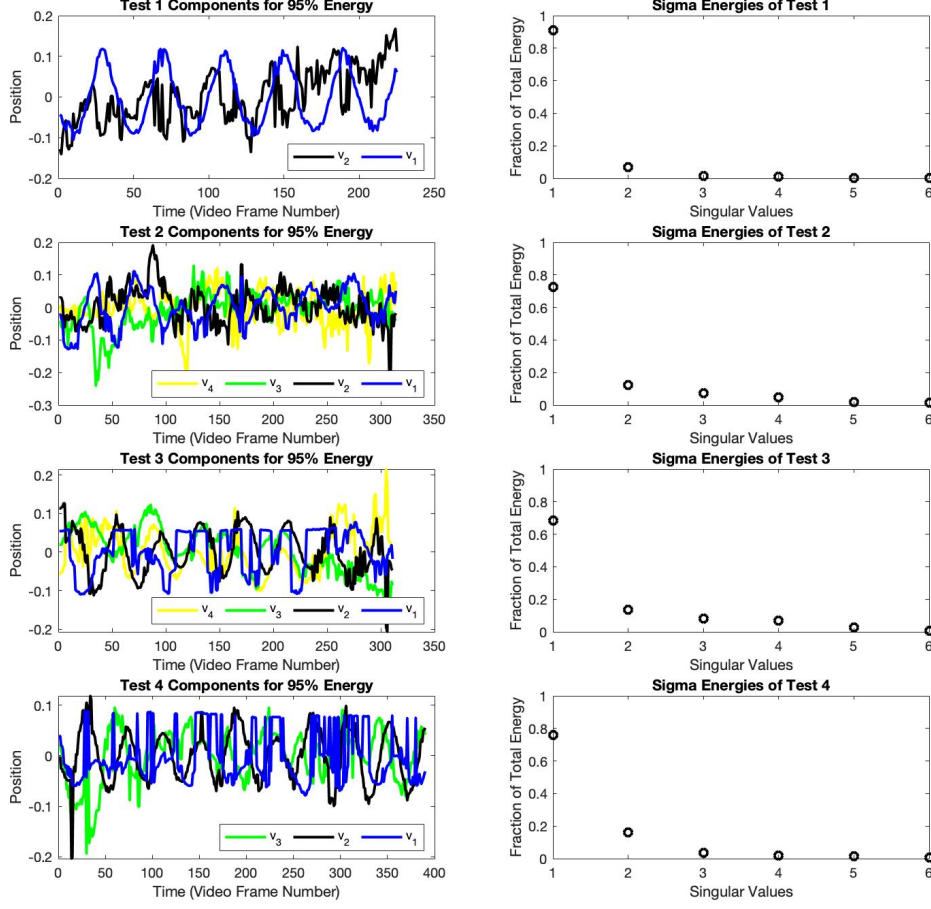 Test 1 Components for 95% Energy
0.2
0.1
0
-0.1
-0.2
Position
v2 v1
0 50 100 150 200 250
Time (Video Frame Number)
Sigma Energies of Test 1
1
0.8
0.6
0.4
0.2
0
Fraction of Total Energy
1 2 3 4 5 6
Singular Values
Test 2 Components for 95% Energy
0.2
0.1
0
-0.1
-0.2
-0.3
Position
v4 v3 v2 v1
0 50 100 150 200 250 300 350
Time (Video Frame Number)
Sigma Energies of Test 2
1
0.8
0.6
0.4
0.2
0
Fraction of Total Energy
1 2 3 4 5 6
Singular Values
Test 3 Components for 95% Energy
0.2
0.1
0
-0.1
-0.2
Position
v4 v3 v2 v1
0 50 100 150 200 250 300 350
Time (Video Frame Number)
Sigma Energies of Test 3
1
0.8
0.6
0.4
0.2
0
Fraction of Total Energy
1 2 3 4 5 6
Singular Values
Test 4 Components for 95% Energy
0.1
0
-0.1
-0.2
Position
v3 v2 v1
0 50 100 150 200 250 300 350 400
Time (Video Frame Number)
Sigma Energies of Test 4
1
0.8
0.6
0.4
0.2
0
Fraction of Total Energy
1 2 3 4 5 6
Singular Values